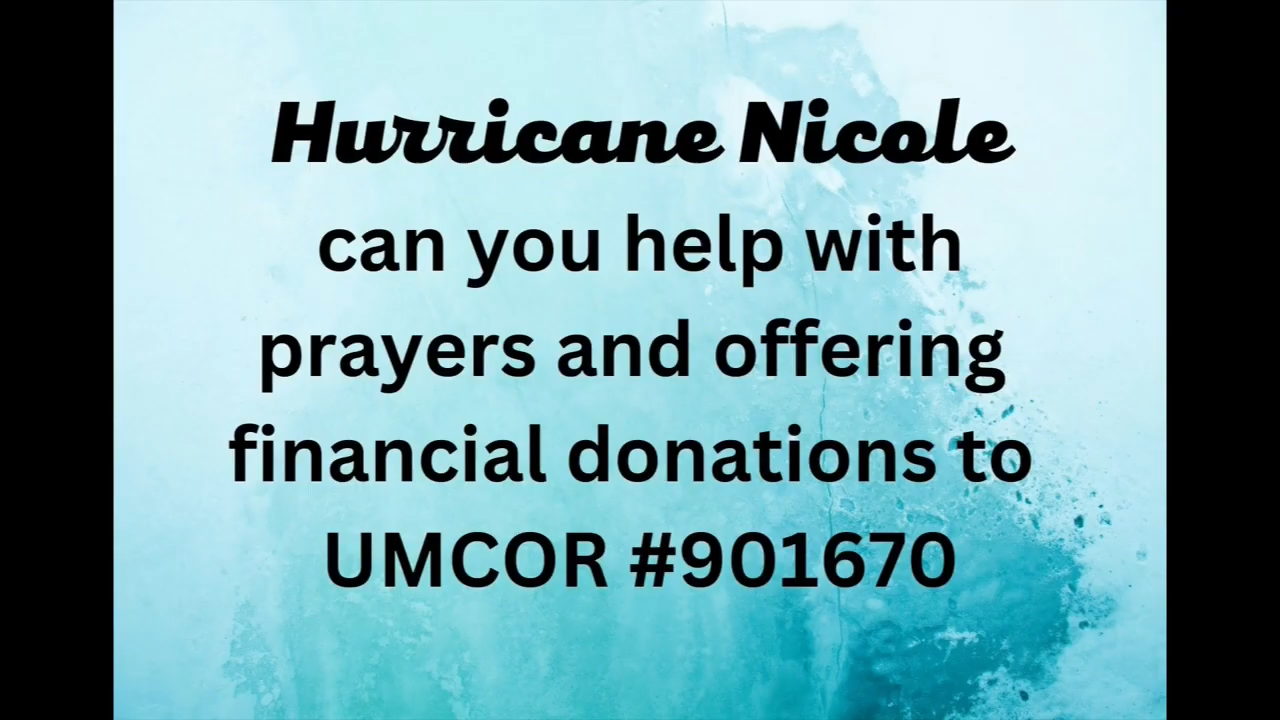 Hurricane Nicole
can you help with
prayers and offering
financial donations to
UMCOR #901670